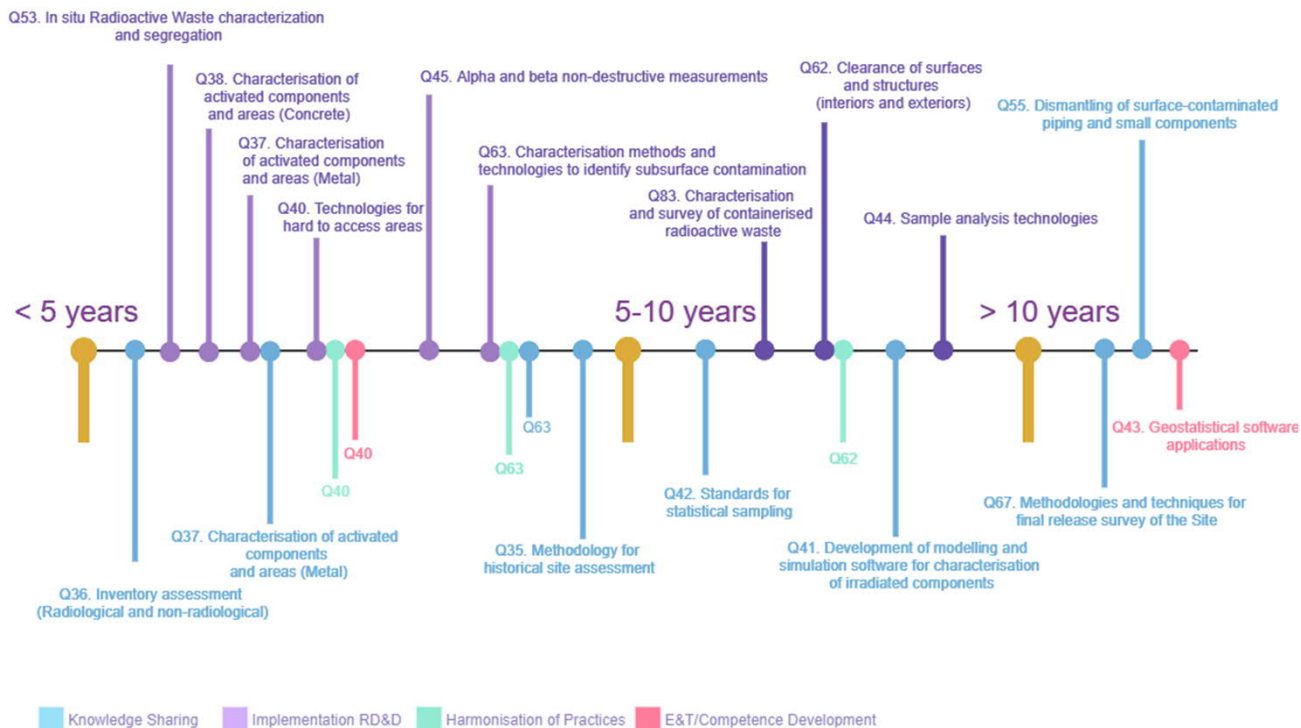 Q53. In situ Radioactive Waste characterization
and segregation
Q38. Characterisation of
activated components
and areas (Concrete)
Q37. Characterisation
of activated components
and areas (Metal)
Q40. Technologies for
hard to access areas
Q45. Alpha and beta non-destructive measurements
Q63. Characterisation methods and
technologies to identify subsurface contamination
Q83. Characterisation
and survey of containerised
radioactive waste
Q62. Clearance of surfaces
and structures
(interiors and exteriors)
Q44. Sample analysis technologies
Q55. Dismantling of surface-contaminated
piping and small components
< 5 years
5-10 years
> 10 years
Q36. Inventory assessment
(Radiological and non-radiological)
Q37. Characterisation of activated
components
and areas (Metal)
Q40
Q40
Q63
Q63
Q35. Methodology for
historical site assessment
Q42. Standards for
statistical sampling
Q62
Q41. Development of modelling and
simulation software for characterisation
of irradiated components
Q67. Methodologies and techniques for
final release survey of the Site
Q43. Geostatistical software
applications
Knowledge Sharing
Implementation RD&D
Harmonisation of Practices
E&T/Competence Development